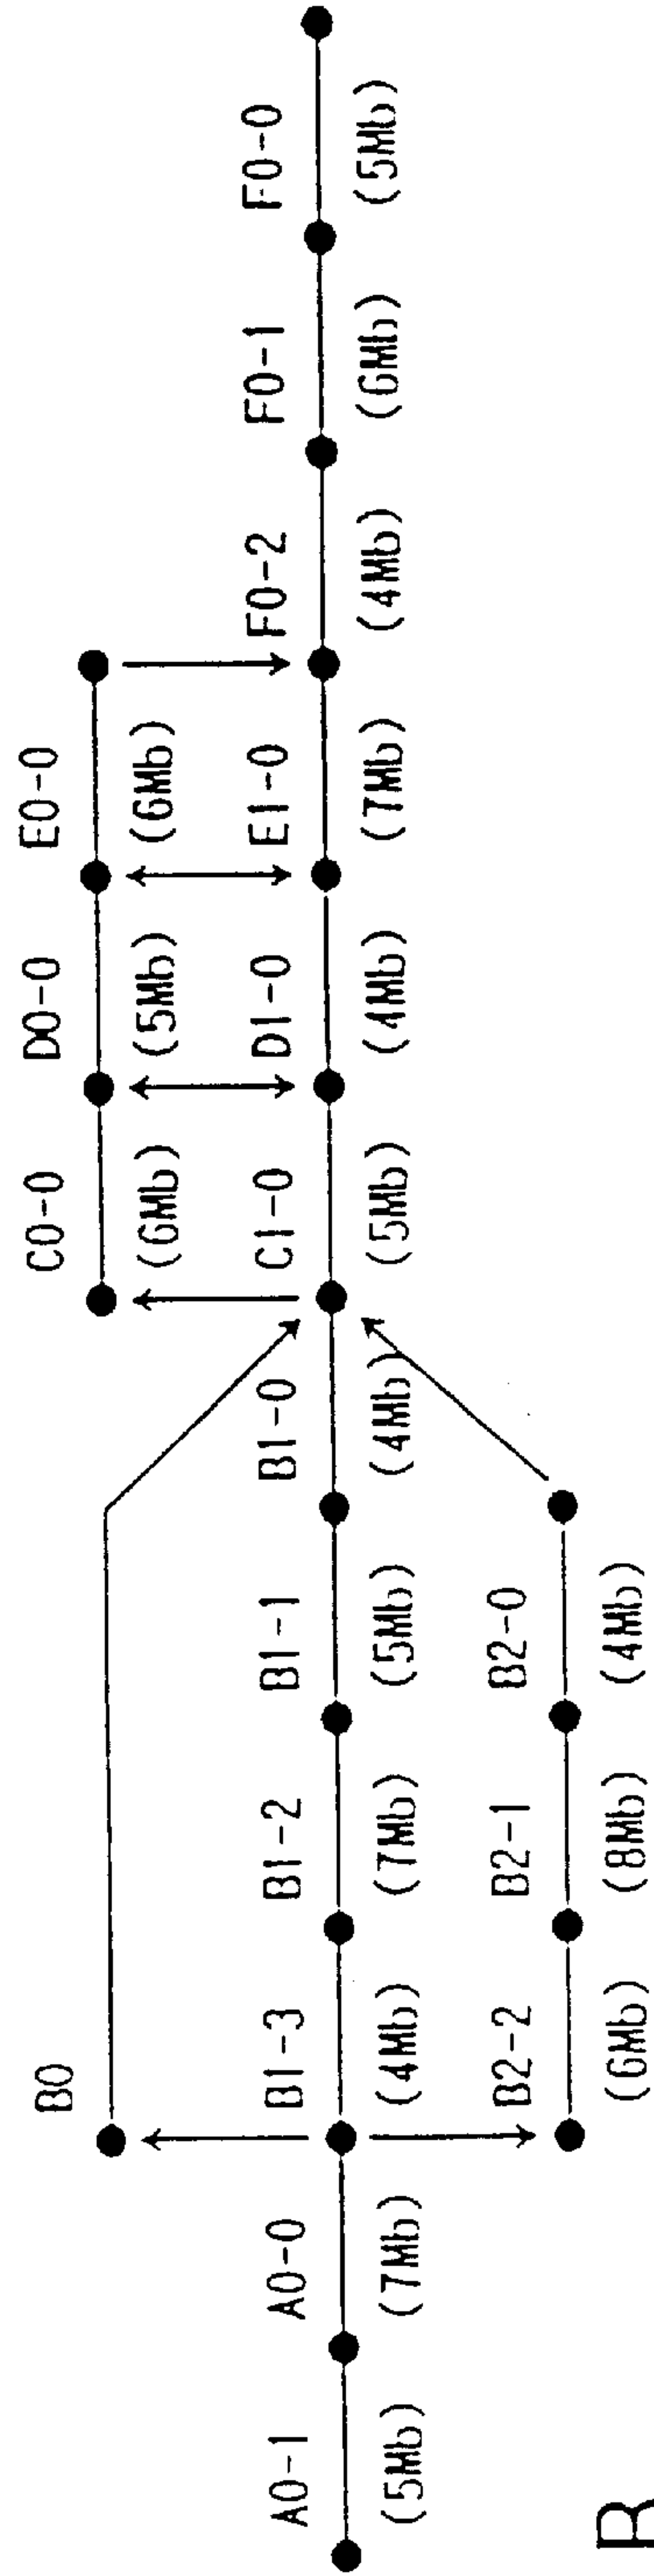 B0
C0-0 D0-0 E0-0
(6Mb) (5Mb) (6Mb)
A0-1 A0-0 B1-3 B1-2 B1-1 B1-0 C1-0 D1-0 E1-0 F0-2 F0-1 F0-0
(5Mb) (7Mb) (4Mb) (7Mb) (5Mb) (4Mb) (5Mb) (4Mb) (7Mb) (4Mb) (6Mb) (5Mb)
B2-2 B2-1 B2-0
(6Mb) (8Mb) (4Mb)